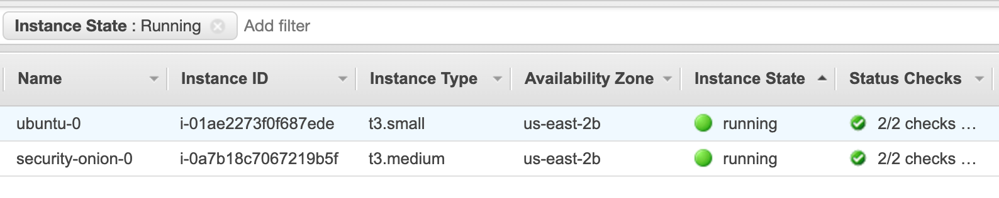 Instance State : Running Add filter
Name Instance ID Instance Type Availability Zone Instance State Status Checks
ubuntu-0 i-01ae2273f0f687ede t3.small us-east-2b running 2/2 checks ...
security-onion-0 i-0a7b18c7067219b5f t3.medium us-east-2b running 2/2 checks ...